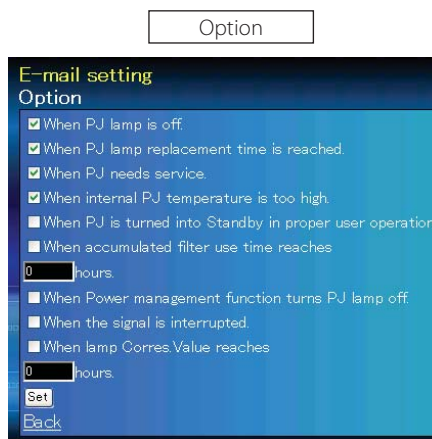 Option
E-mail setting
Option
When PJ lamp is off.
When PJ lamp replacement time is reached.
When PJ needs service.
When internal PJ temperature is too high.
When PJ is turned into Standby in proper user operation
When accumulated filter use time reaches
0 hours.
When Power management function turns PJ lamp off.
When the signal is interrupted.
When lamp Corres.Value reaches
0 hours.
Set
Back